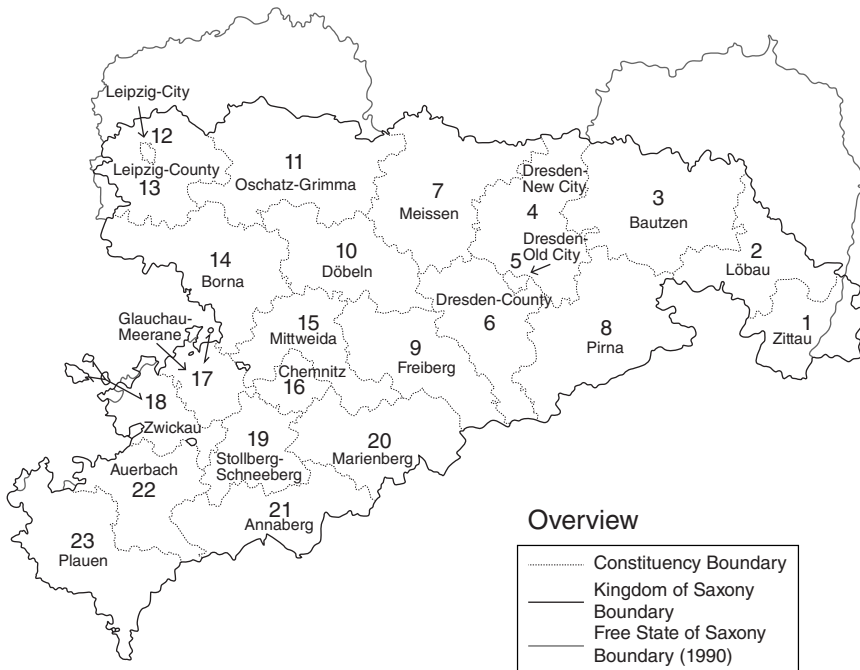 Leipzig-City
12
Leipzig-County
13
11
Oschatz-Grimma
7
Meissen
Dresden-
New City
4
5
Dresden-
Old City
3
Bautzen
2
Löbau
1
Zittau
14
Borna
10
Döbeln
Dresden-County
6
8
Pirna
Glauchau-
Meerane
17
15
Mittweida
Chemnitz
16
9
Freiberg
18
Zwickau
19
Stollberg-
Schneeberg
20
Marienberg
Auerbach
22
21
Annaberg
23
Plauen
Overview
Constituency Boundary
Kingdom of Saxony
Boundary
Free State of Saxony
Boundary (1990)